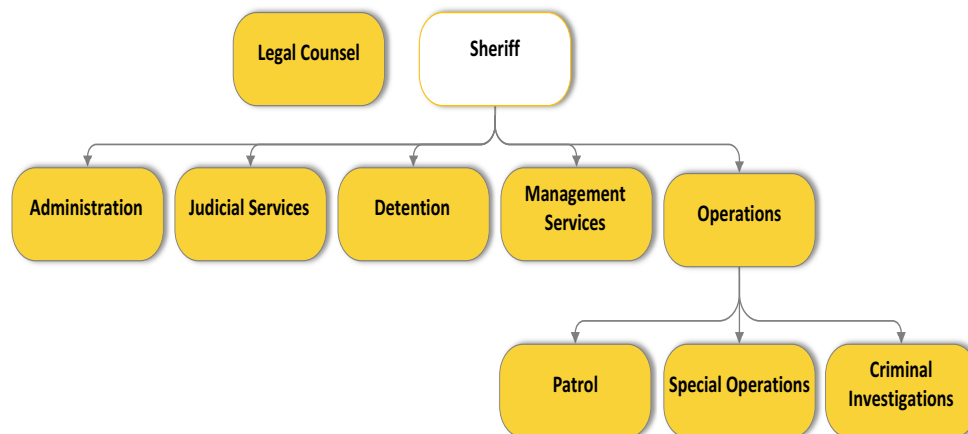 Legal Counsel
Sheriff
Administration
Judicial Services
Detention
Management
Services
Operations
Patrol
Special Operations
Criminal
Investigations